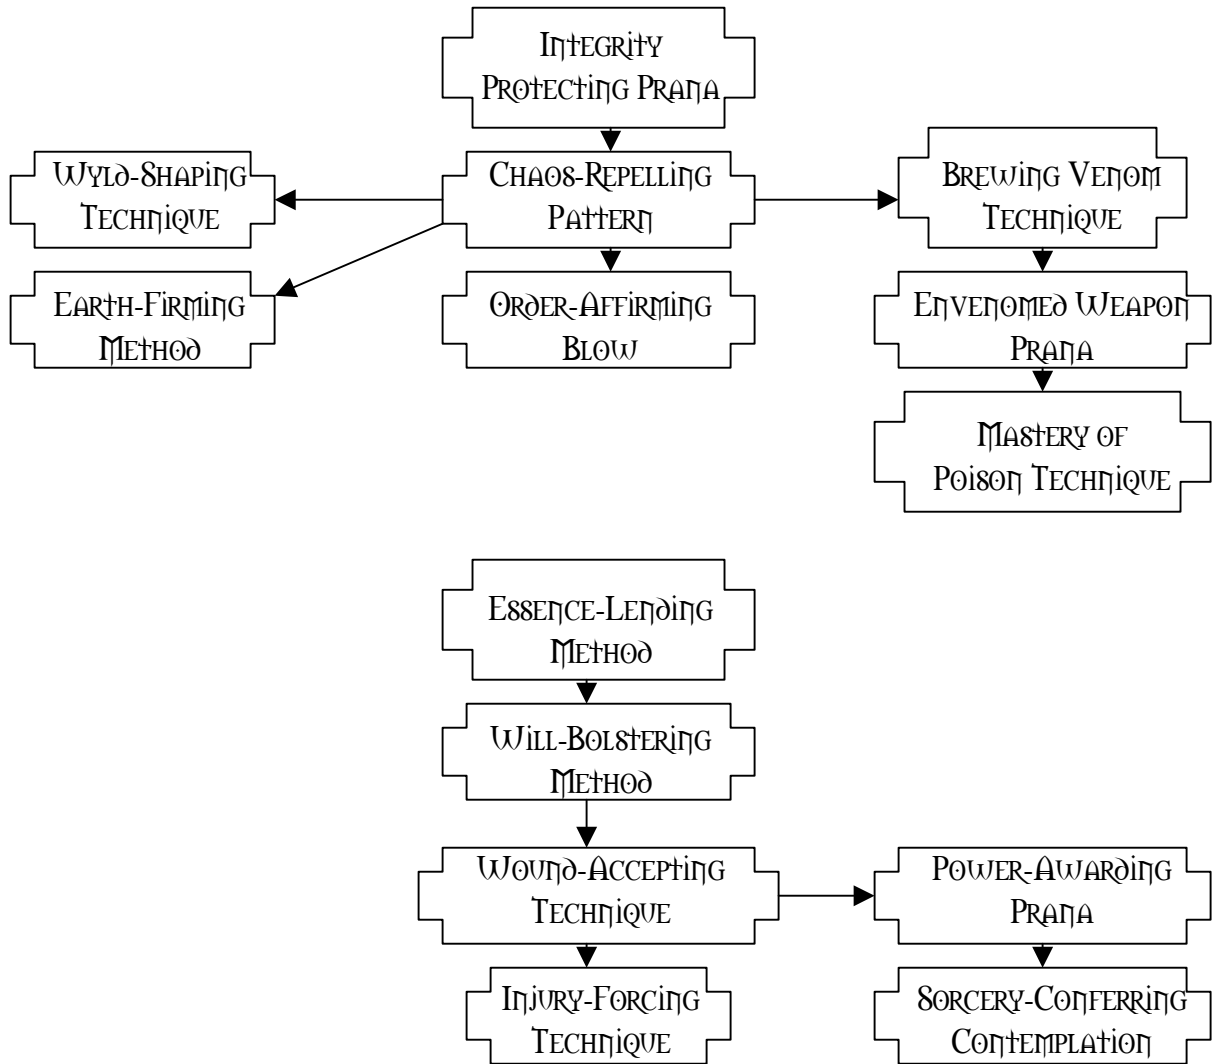 Integrity
Protecting Prana
Wyld-Shaping
Technique
Chaos-Repelling
Pattern
Brewing Venom
Technique
Earth-Firming
Method
Order-Affirming
Blow
Envenomed Weapon
Prana
Mastery of
Poison Technique
Essence-Lending
Method
Will-Bolstering
Method
Wound-Accepting
Technique
Power-Awarding
Prana
Injury-Forcing
Technique
Sorcery-Conferring
Contemplation